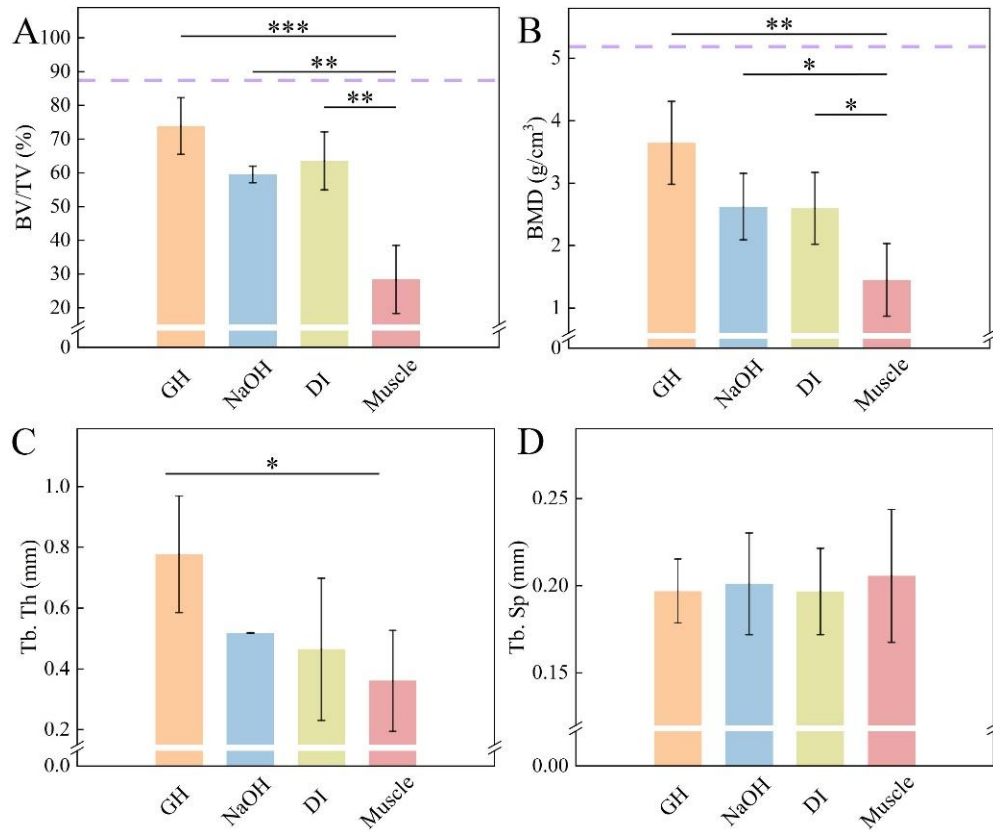 A
BV/TV (%)
100
90
80
70
60
50
40
30
20
0
***
**
**
GH
NaOH
DI
Muscle
B
BMD (g/cm³)
5
4
3
2
1
0
**
*
*
GH
NaOH
DI
Muscle
C
Tb. Th (mm)
1.0
0.8
0.6
0.4
0.2
0.0
*
GH
NaOH
DI
Muscle
D
Tb. Sp (mm)
0.25
0.20
0.15
0.00
GH
NaOH
DI
Muscle